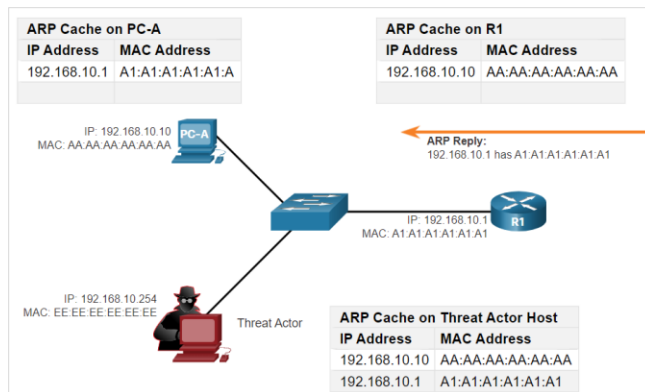 ARP Cache on PC-A
IP Address MAC Address
192.168.10.1 A1:A1:A1:A1:A1:A
ARP Cache on R1
IP Address MAC Address
192.168.10.10 AA:AA:AA:AA:AA:AA
IP: 192.168.10.10
MAC: AA:AA:AA:AA:AA:AA
PC-A
ARP Reply:
192.168.10.1 has A1:A1:A1:A1:A1:A1
IP: 192.168.10.1
MAC: A1:A1:A1:A1:A1:A1
R1
IP: 192.168.10.254
MAC: EE:EE:EE:EE:EE:EE
Threat Actor
ARP Cache on Threat Actor Host
IP Address MAC Address
192.168.10.10 AA:AA:AA:AA:AA:AA
192.168.10.1 A1:A1:A1:A1:A1:A1